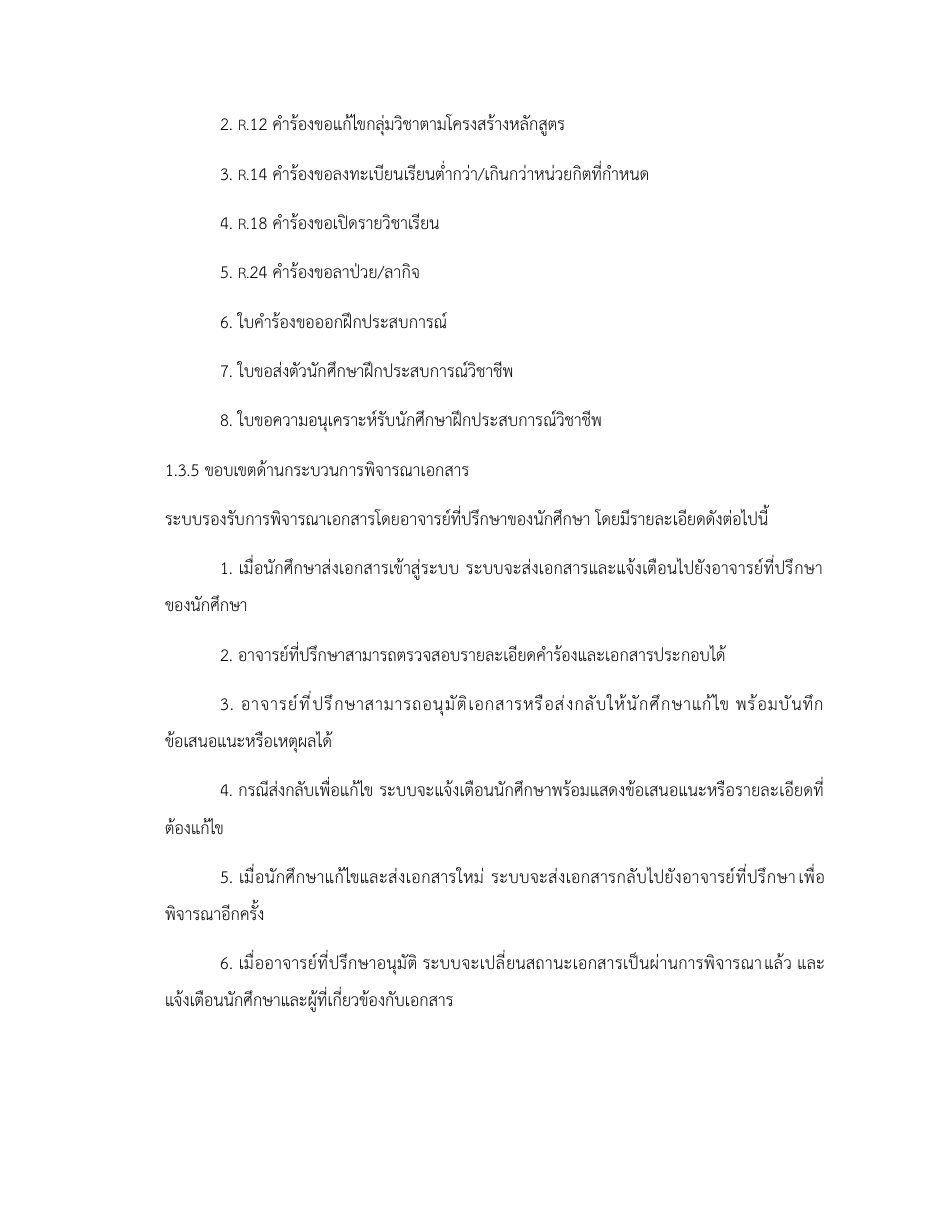 2. R.12 คำร้องขอแก้ไขกลุ่มวิชาตามโครงสร้างหลักสูตร
3. R.14 คำร้องขอลงทะเบียนเรียนต่ำกว่า/เกินกว่าหน่วยกิตที่กำหนด
4. R.18 คำร้องขอเปิดรายวิชาเรียน
5. R.24 คำร้องขอลาป่วย/ลากิจ
6. ใบคำร้องขอออกฝึกประสบการณ์
7. ใบขอส่งตัวนักศึกษาฝึกประสบการณ์วิชาชีพ
8. ใบขอความอนุเคราะห์รับนักศึกษาฝึกประสบการณ์วิชาชีพ
1.3.5 ขอบเขตด้านกระบวนการพิจารณาเอกสาร
ระบบรองรับการพิจารณาเอกสารโดยอาจารย์ที่ปรึกษาของนักศึกษา โดยมีรายละเอียดดังต่อไปนี้
1. เมื่อนักศึกษาส่งเอกสารเข้าสู่ระบบ ระบบจะส่งเอกสารและแจ้งเตือนไปยังอาจารย์ที่ปรึกษา
ของนักศึกษา
2. อาจารย์ที่ปรึกษาสามารถตรวจสอบรายละเอียดคำร้องและเอกสารประกอบได้
3. อาจารย์ที่ปรึกษาสามารถอนุมัติเอกสารหรือส่งกลับให้นักศึกษาแก้ไข พร้อมบันทึก
ข้อเสนอแนะหรือเหตุผลได้
4. กรณีส่งกลับเพื่อแก้ไข ระบบจะแจ้งเตือนนักศึกษาพร้อมแสดงข้อเสนอแนะหรือรายละเอียดที่
ต้องแก้ไข
5. เมื่อนักศึกษาแก้ไขและส่งเอกสารใหม่ ระบบจะส่งเอกสารกลับไปยังอาจารย์ที่ปรึกษาเพื่อ
พิจารณาอีกครั้ง
6. เมื่ออาจารย์ที่ปรึกษาอนุมัติ ระบบจะเปลี่ยนสถานะเอกสารเป็นผ่านการพิจารณาแล้ว และ
แจ้งเตือนนักศึกษาและผู้ที่เกี่ยวข้องกับเอกสาร